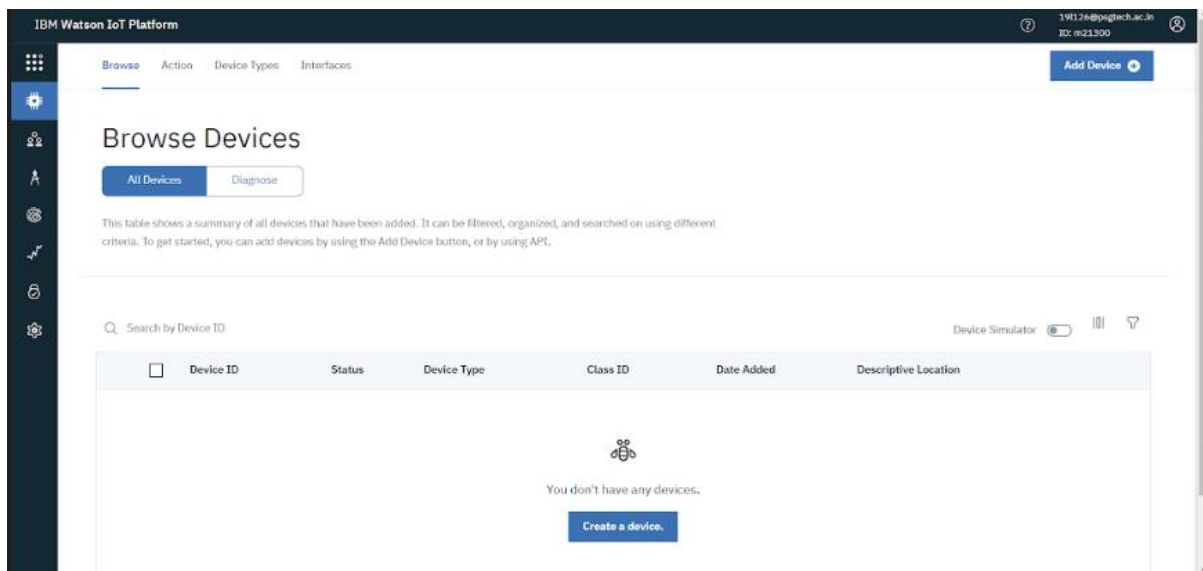 IBM Watson IoT Platform
19l126@psgtech.ac.in
ID: m21300
Browse Action Device Types Interfaces
Add Device
Browse Devices
All Devices Diagnose
This table shows a summary of all devices that have been added. It can be filtered, organized, and searched on using different
criteria. To get started, you can add devices by using the Add Device button, or by using API.
Search by Device ID
Device Simulator
Device ID Status Device Type Class ID Date Added Descriptive Location
You don't have any devices.
Create a device.